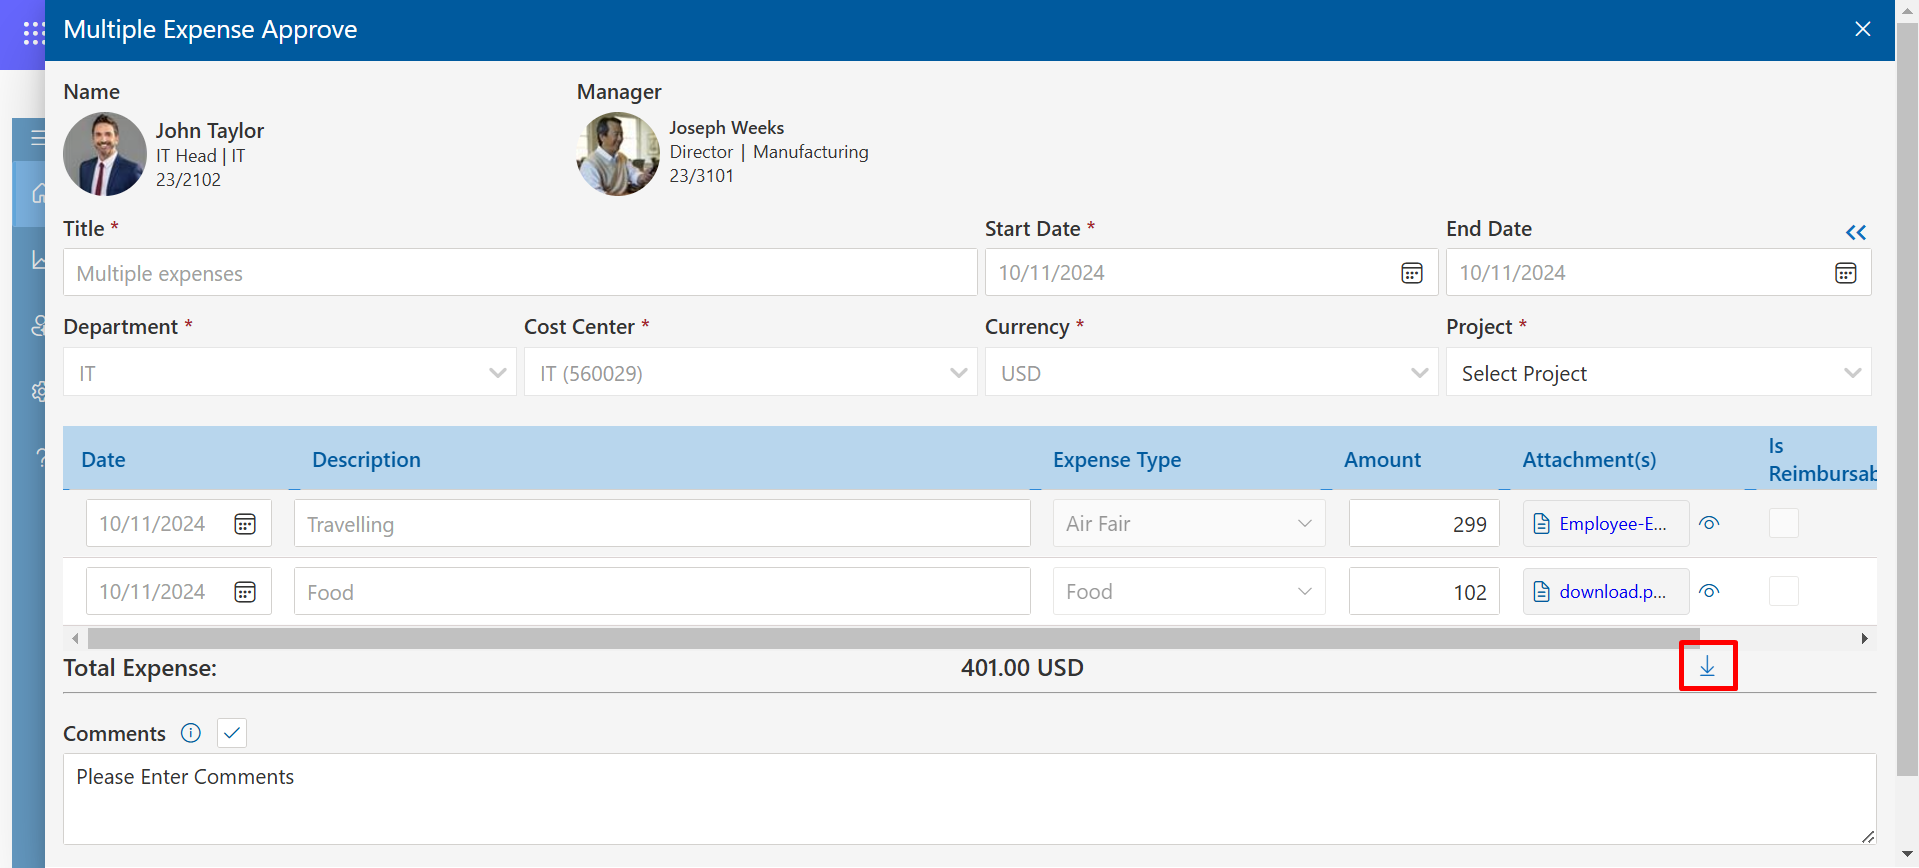 Multiple Expense Approve
Name
Manager
John Taylor
IT Head | IT
23/2102
Joseph Weeks
Director | Manufacturing
23/3101
Title *
Start Date *
End Date
Multiple expenses
10/11/2024
10/11/2024
Department *
Cost Center *
Currency *
Project *
IT
IT (560029)
USD
Select Project
Date
Description
Expense Type
Amount
Attachment(s)
Is
Reimbursab
10/11/2024
Travelling
Air Fair
299
Employee-E...
10/11/2024
Food
Food
102
download.p...
Total Expense:
401.00 USD
Comments
Please Enter Comments